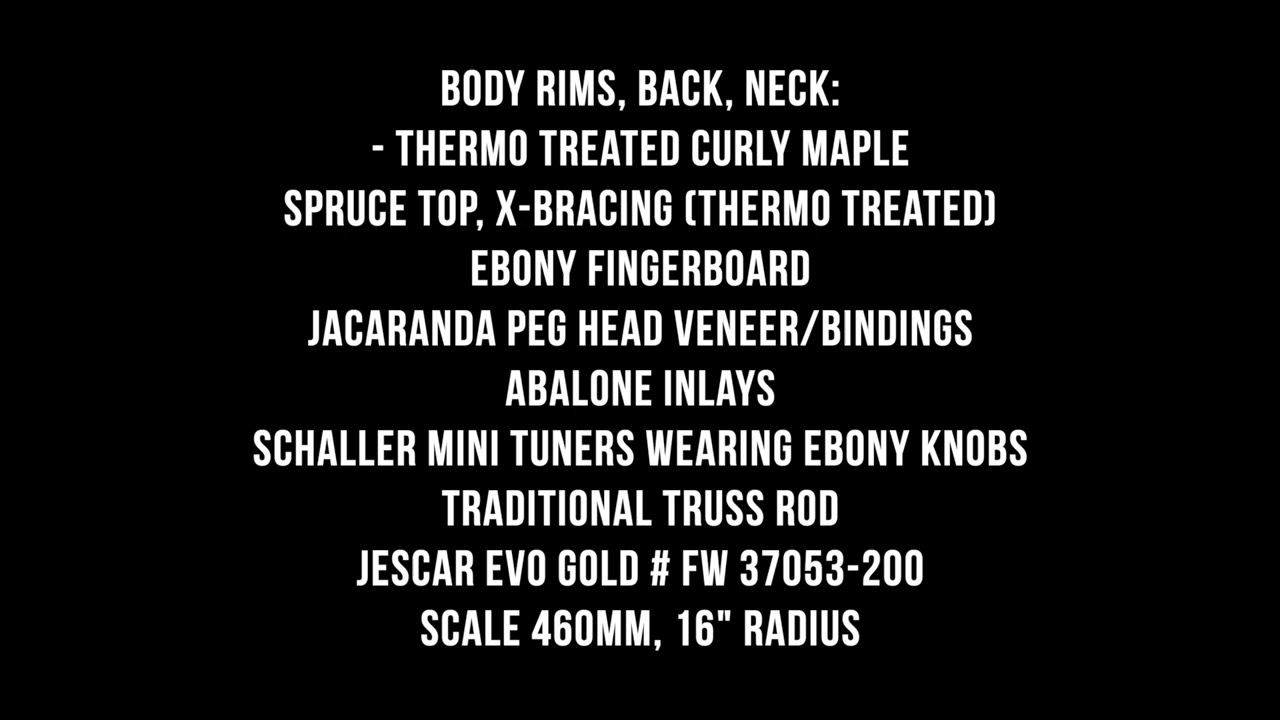 BODY RIMS, BACK, NECK:
- THERMO TREATED CURLY MAPLE
SPRUCE TOP, X-BRACING (THERMO TREATED)
EBONY FINGERBOARD
JACARANDA PEG HEAD VENEER/BINDINGS
ABALONE INLAYS
SCHALLER MINI TUNERS WEARING EBONY KNOBS
TRADITIONAL TRUSS ROD
JESCAR EVO GOLD # FW 37053-200
SCALE 460MM, 16" RADIUS